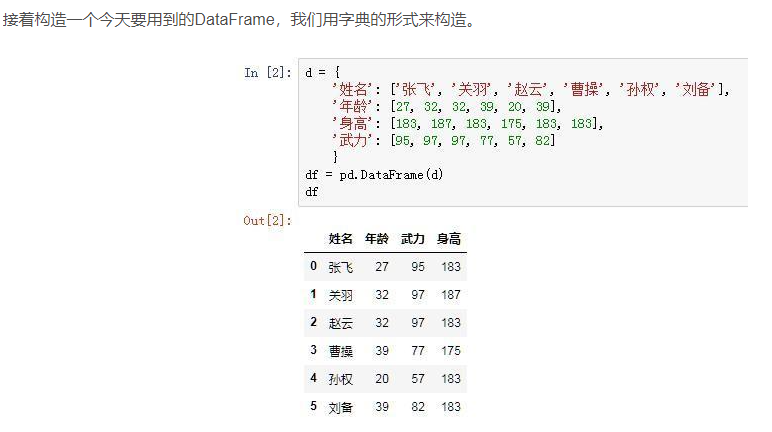 接着构造一个今天要用到的DataFrame，我们用字典的形式来构造。
In [2]: d = {
'姓名': ['张飞', '关羽', '赵云', '曹操', '孙权', '刘备'],
'年龄': [27, 32, 32, 39, 20, 39],
'身高': [183, 187, 183, 175, 183, 183],
'武力': [95, 97, 97, 77, 57, 82]
}
df = pd.DataFrame(d)
df
Out[2]:
姓名 年龄 武力 身高
0 张飞 27 95 183
1 关羽 32 97 187
2 赵云 32 97 183
3 曹操 39 77 175
4 孙权 20 57 183
5 刘备 39 82 183